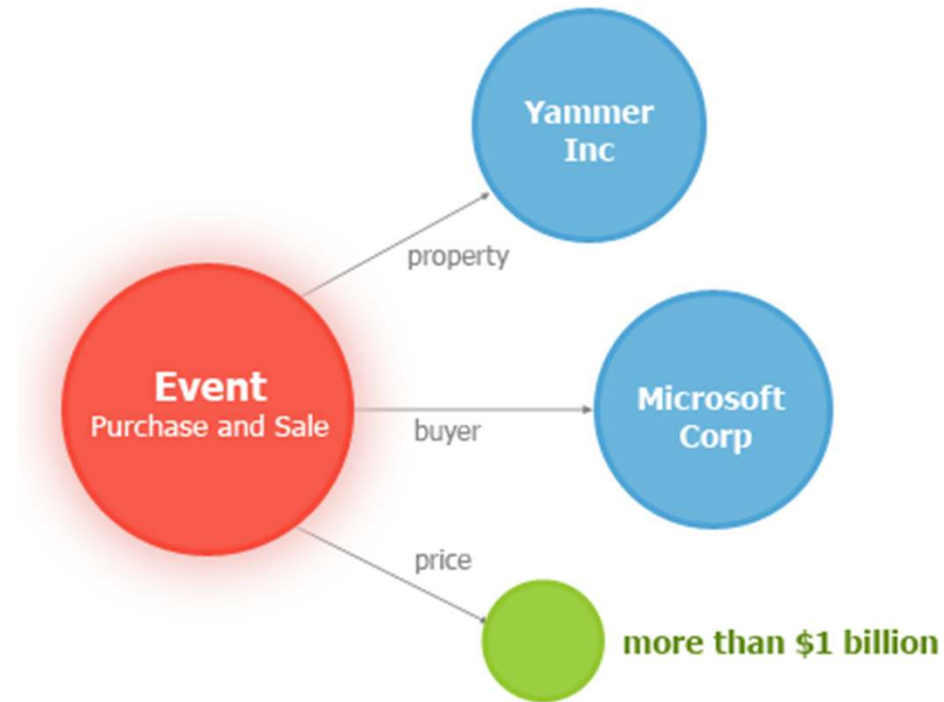 Yammer
Inc
property
Event
Purchase and Sale
Microsoft
Corp
buyer
price
more than $1 billion